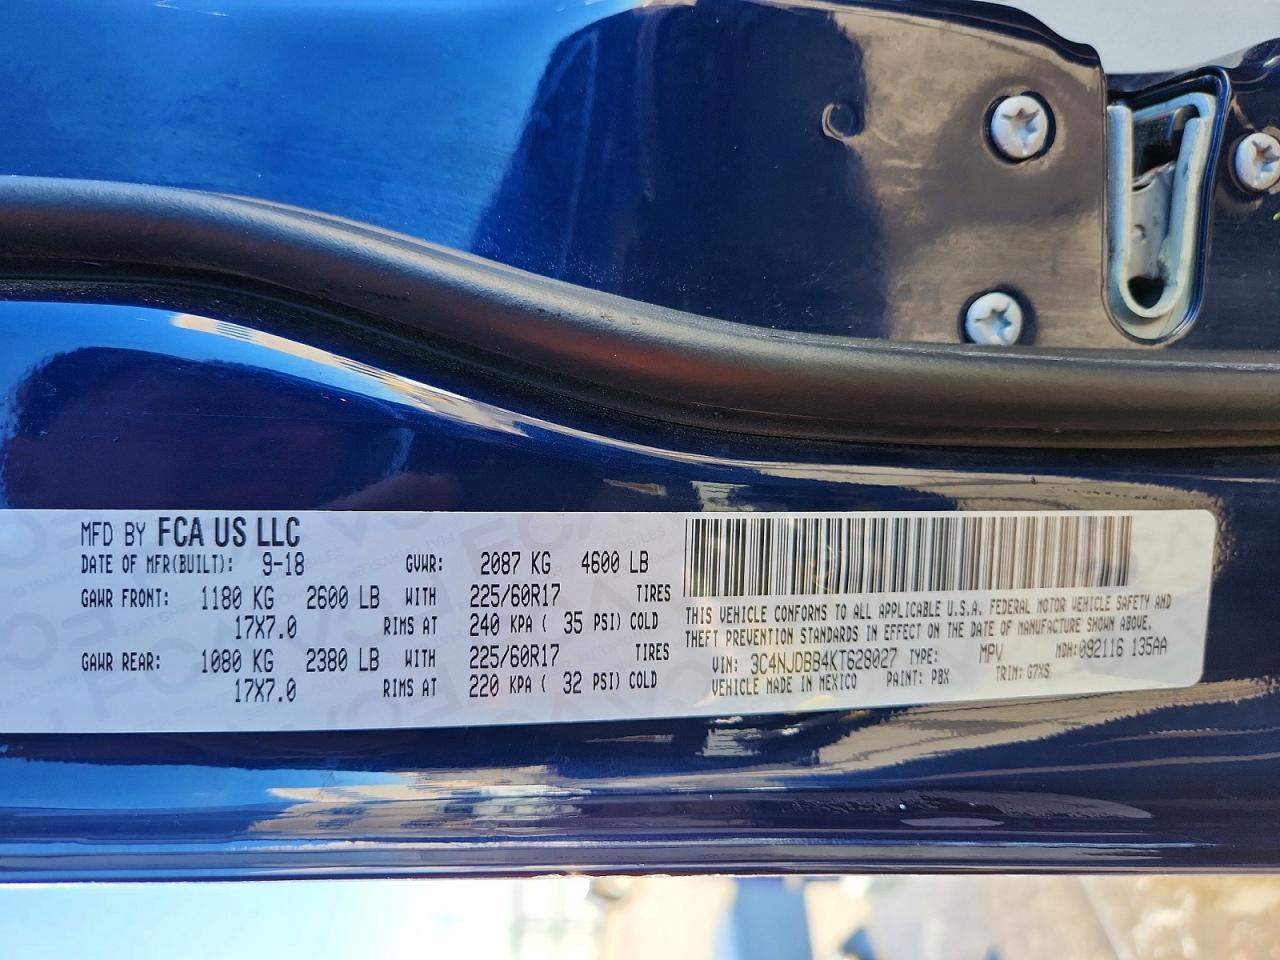 MFD BY FCA US LLC
DATE OF MFR(BUILT): 9-18 GVWR: 2087 KG 4600 LB
GAWR FRONT: 1180 KG 2600 LB WITH 225/60R17 TIRES
17X7.0 RIMS AT 240 KPA ( 35 PSI) COLD
GAWR REAR: 1080 KG 2380 LB WITH 225/60R17 TIRES
17X7.0 RIMS AT 220 KPA ( 32 PSI) COLD
THIS VEHICLE CONFORMS TO ALL APPLICABLE U.S.A. FEDERAL MOTOR VEHICLE SAFETY AND
THEFT PREVENTION STANDARDS IN EFFECT ON THE DATE OF MANUFACTURE SHOWN ABOVE.
VIN: 3C4NJDBB4KT628027 TYPE: MPV MDH:092116 135AA
VEHICLE MADE IN MEXICO PAINT: PBX TRIM: G7XS